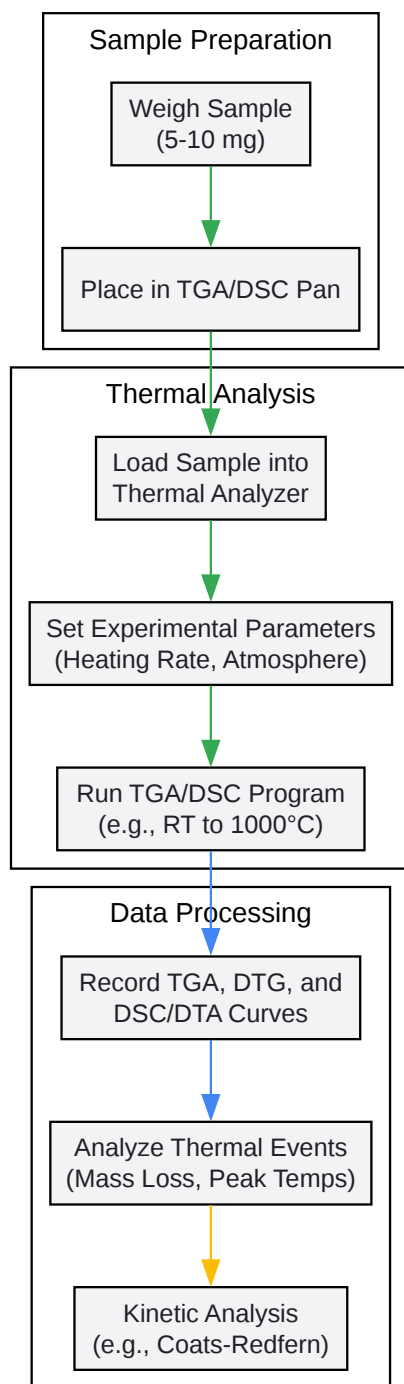 Sample Preparation
Weigh Sample
(5-10 mg)
Place in TGA/DSC Pan
Thermal Analysis
Load Sample into
Thermal Analyzer
Set Experimental Parameters
(Heating Rate, Atmosphere)
Run TGA/DSC Program
(e.g., RT to 1000°C)
Data Processing
Record TGA, DTG, and
DSC/DTA Curves
Analyze Thermal Events
(Mass Loss, Peak Temps)
Kinetic Analysis
(e.g., Coats-Redfern)